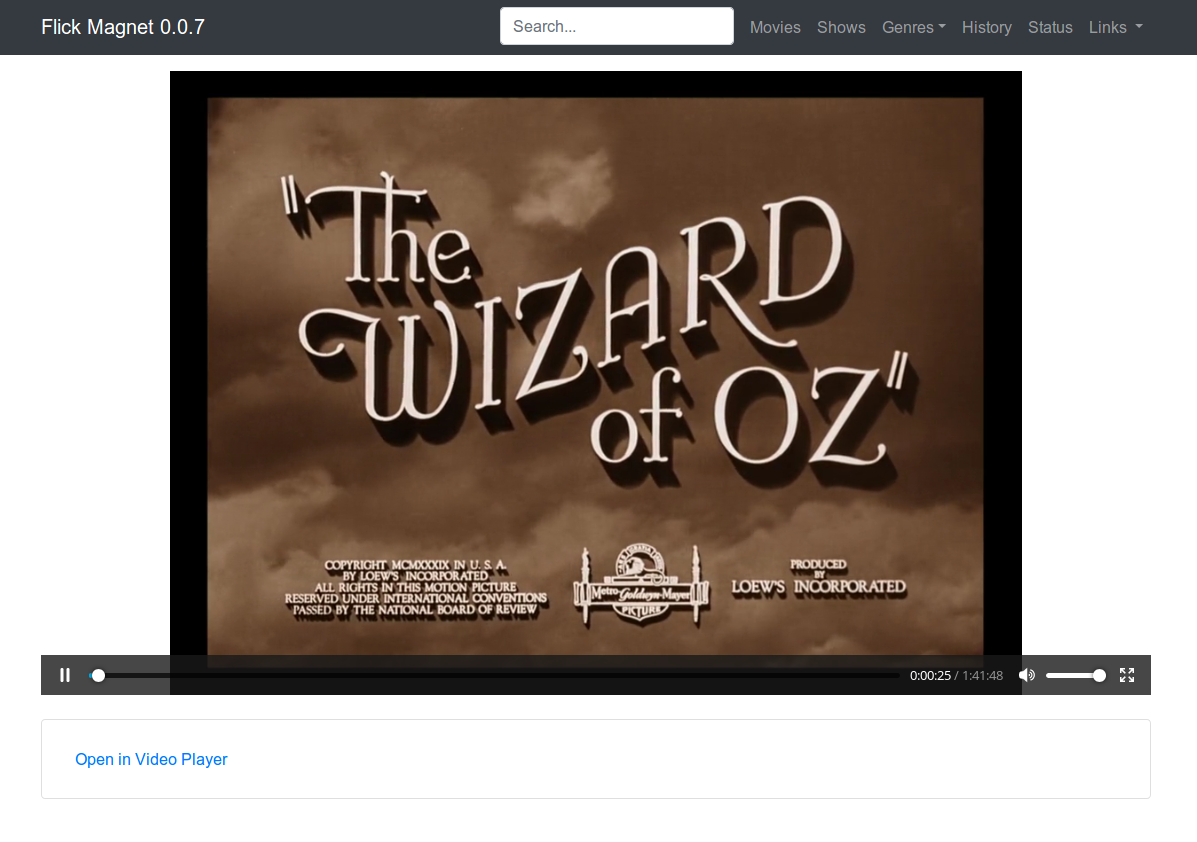 Flick Magnet 0.0.7
Search...
Movies
Shows
Genres
History
Status
Links
"The
WIZARD
of OZ"
COPYRIGHT MCMXXXIX IN U.S.A.
BY LOEW'S INCORPORATED
ALL RIGHTS IN THIS MOTION PICTURE
RESERVED UNDER INTERNATIONAL CONVENTIONS
PASSED BY THE NATIONAL BOARD OF REVIEW
Metro-Goldwyn-Mayer
PICTURE
PRODUCED
BY
LOEW'S INCORPORATED
0:00:25 / 1:41:48
Open in Video Player